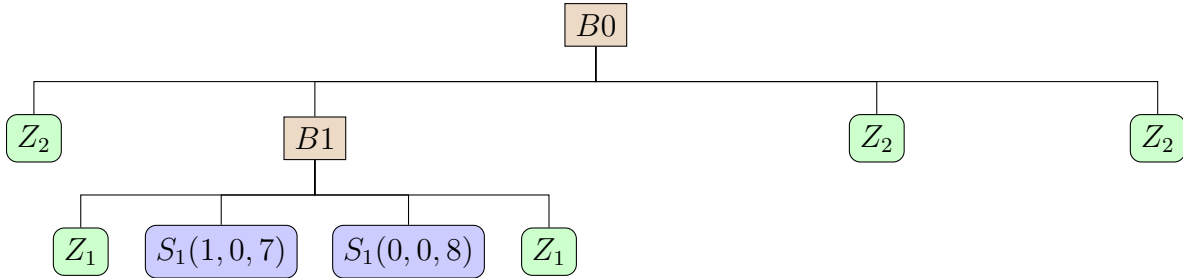 B0
Z₂ B1 Z₂ Z₂
Z₁ S₁(1, 0, 7) S₁(0, 0, 8) Z₁